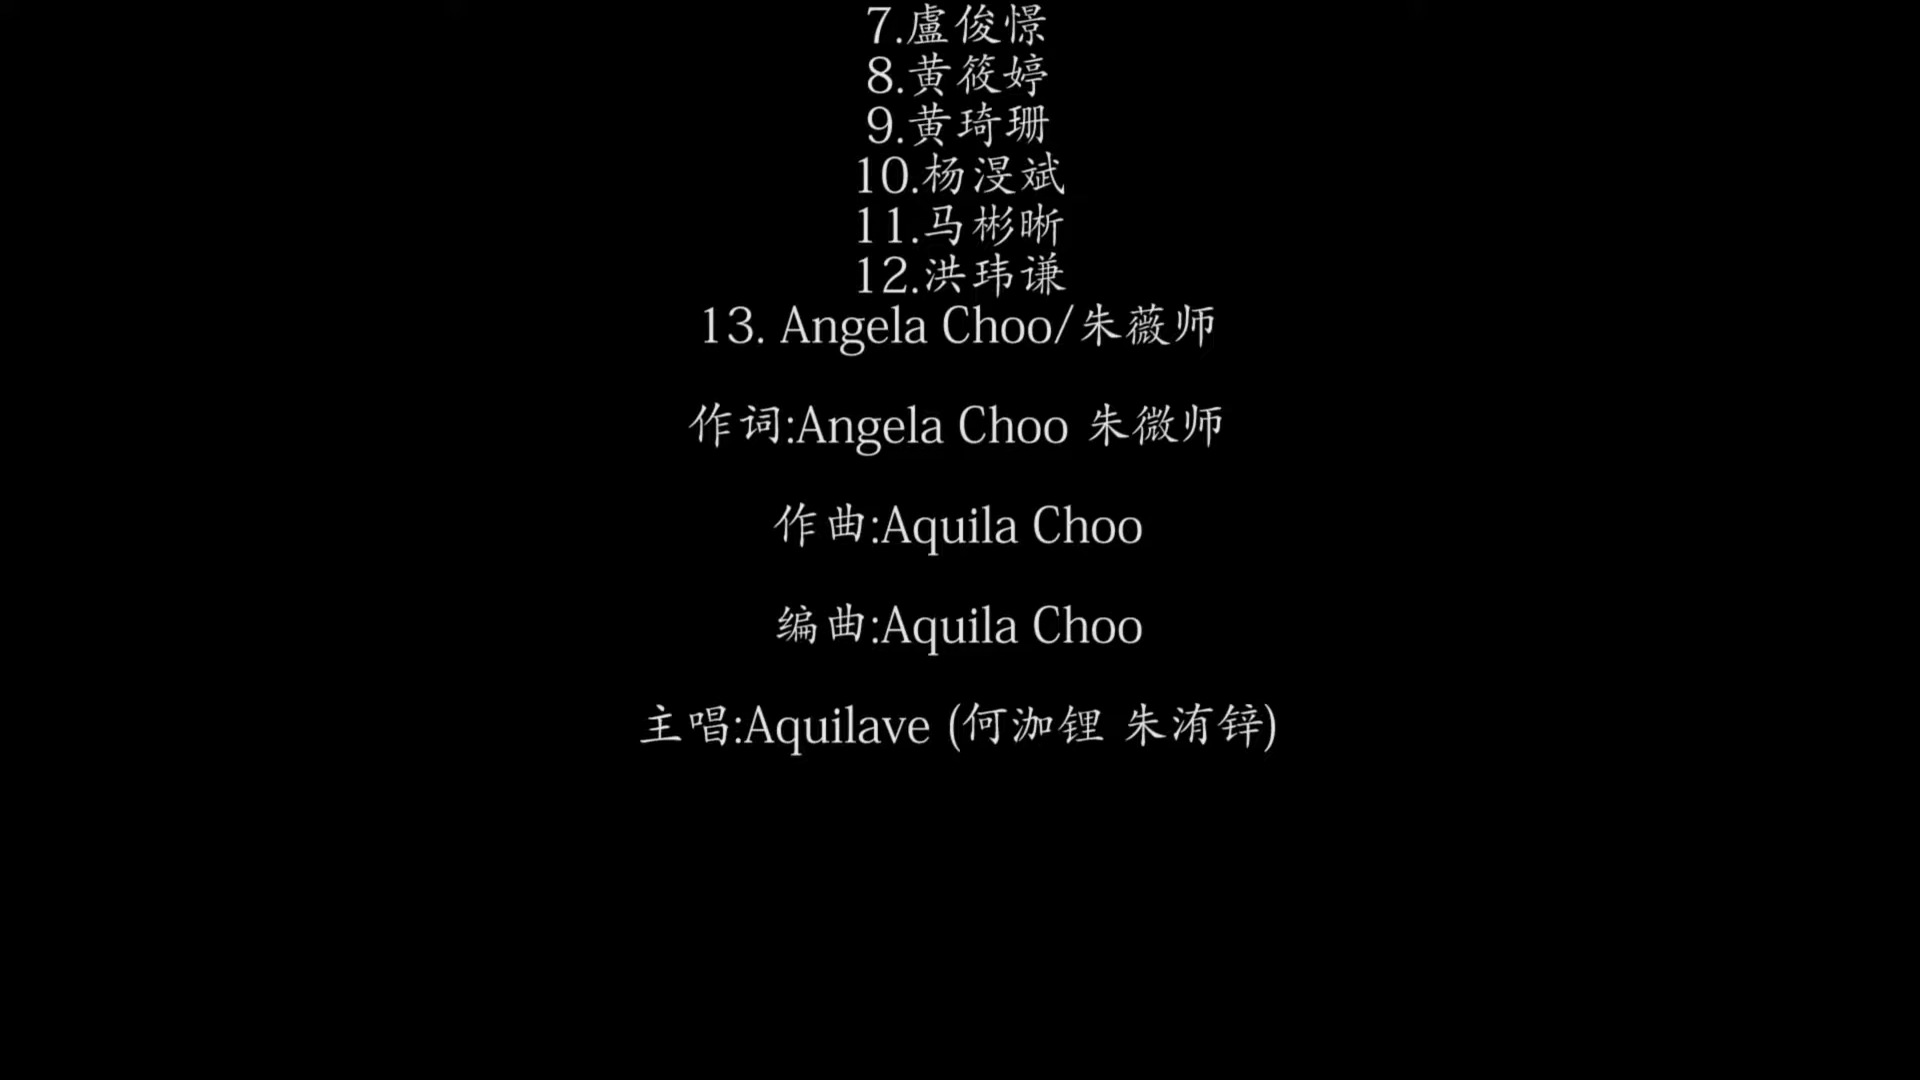 7.盧俊憬
8.黄筱婷
9.黄琦珊
10.杨浸斌
11.马彬晰
12.洪玮谦
13. Angela Choo/朱薇师
作词:Angela Choo 朱微师
作曲:Aquila Choo
编曲:Aquila Choo
主唱:Aquilave (何泇锂 朱洧锌)